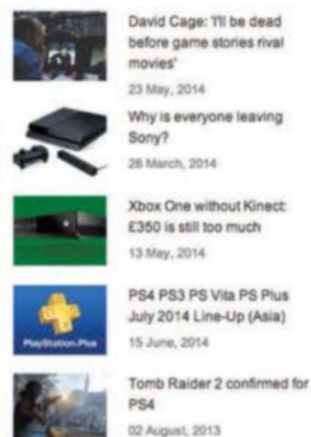 David Cage: 'I'll be dead
before game stories rival
movies'
23 May, 2014
Why is everyone leaving
Sony?
28 March, 2014
Xbox One without Kinect:
£350 is still too much
13 May, 2014
PS4 PS3 PS Vita PS Plus
July 2014 Line-Up (Asia)
15 June, 2014
PlayStation Plus
Tomb Raider 2 confirmed for
PS4
02 August, 2013